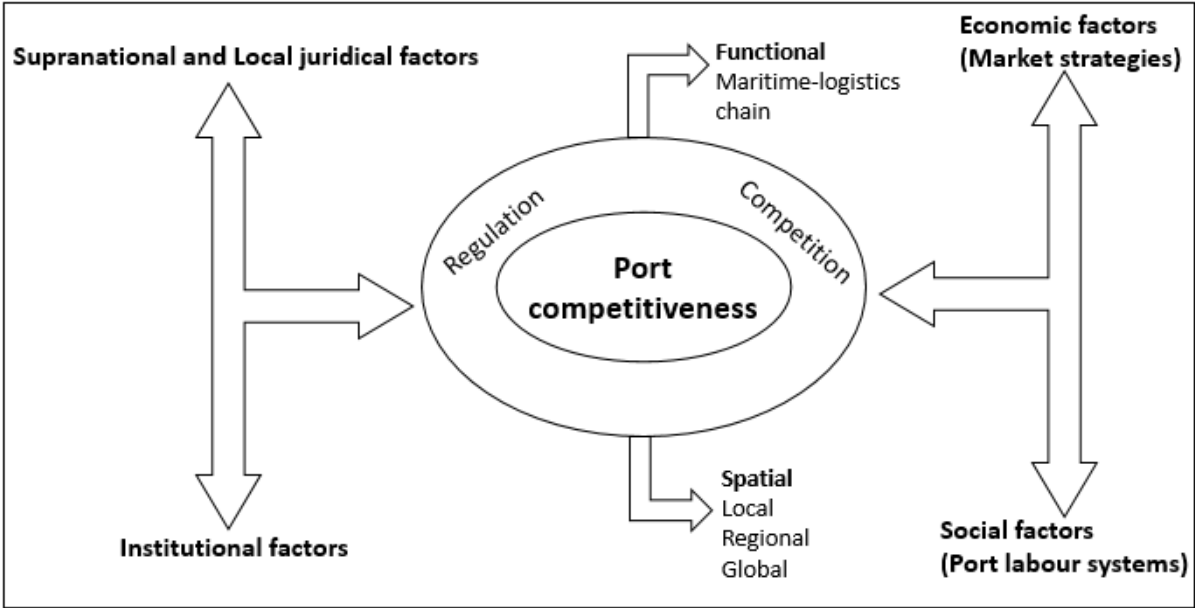 Supranational and Local juridical factors
Functional
Maritime-logistics
chain
Economic factors
(Market strategies)
Regulation
Competition
Port
competitiveness
Institutional factors
Spatial
Local
Regional
Global
Social factors
(Port labour systems)